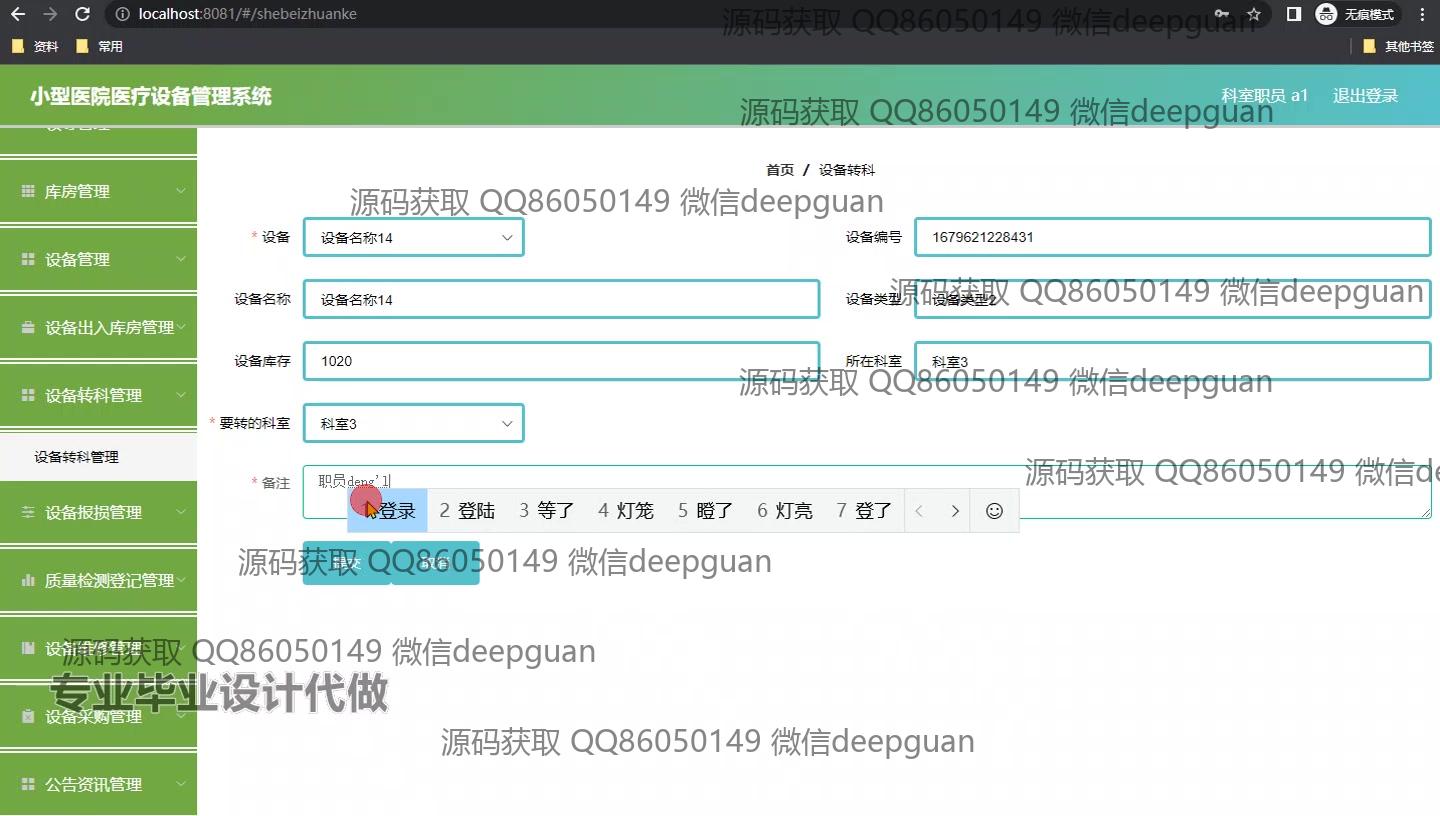 localhost:8081/#/shebeizhuanke
无痕模式
资料
常用
其他书签
源码获取 QQ86050149 微信deepguan
小型医院医疗设备管理系统
科室职员 a1
退出登录
源码获取 QQ86050149 微信deepguan
首页 / 设备转科
库房管理
源码获取 QQ86050149 微信deepguan
* 设备
设备名称14
设备编号
1679621228431
设备管理
设备名称
设备名称14
设备类型
设备类型2
源码获取 QQ86050149 微信deepguan
设备出入库房管理
设备库存
1020
所在科室
科室3
源码获取 QQ86050149 微信deepguan
设备转科管理
* 要转的科室
科室3
设备转科管理
* 备注
职员deng'l
源码获取 QQ86050149 微信de
1 登录 2 登陆 3 等了 4 灯笼 5 瞪了 6 灯亮 7 登了
设备报损管理
提交
取消
源码获取 QQ86050149 微信deepguan
质量检测登记管理
设备维修管理
源码获取 QQ86050149 微信deepguan
专业毕业设计代做
设备采购管理
源码获取 QQ86050149 微信deepguan
公告资讯管理